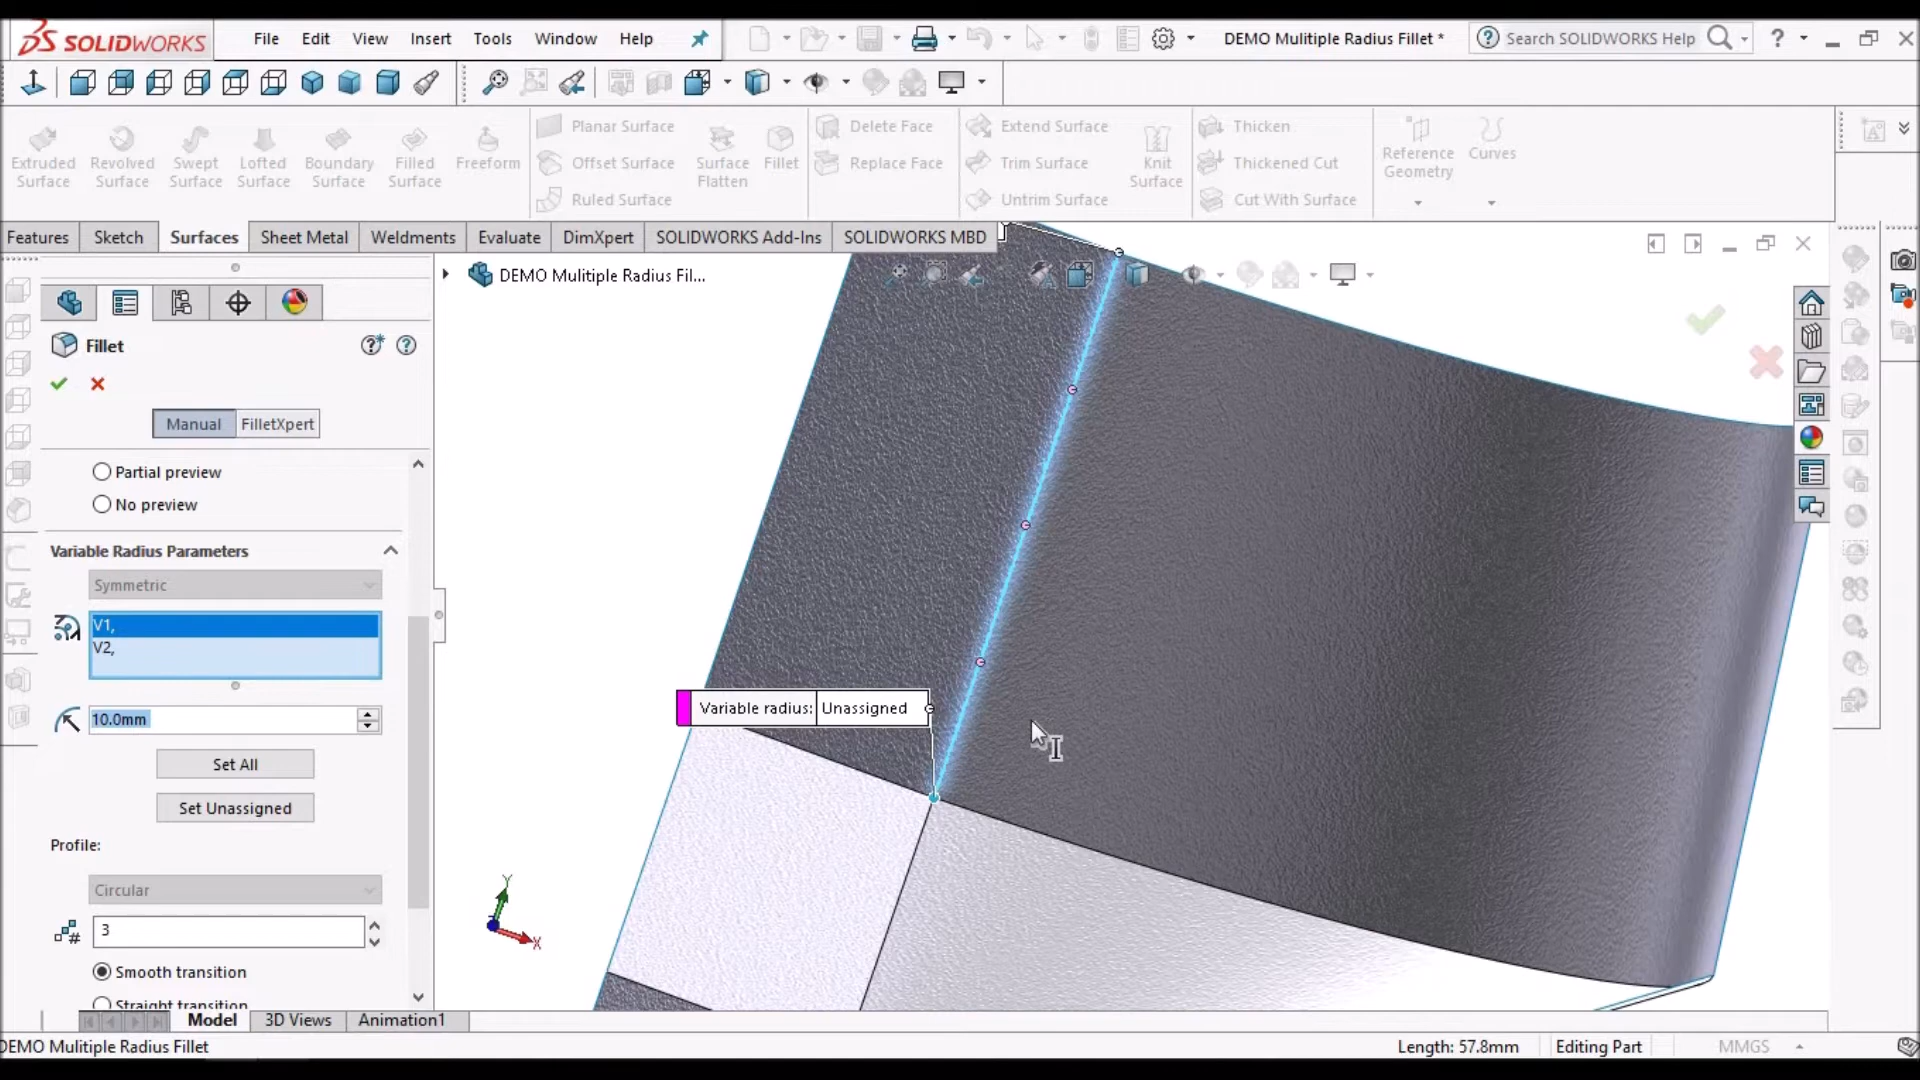 SOLIDWORKS
File Edit View Insert Tools Window Help
DEMO Mulitiple Radius Fillet *
Search SOLIDWORKS Help
Extruded Surface
Revolved Surface
Swept Surface
Lofted Surface
Boundary Surface
Filled Surface
Freeform
Planar Surface
Offset Surface
Ruled Surface
Surface Flatten
Fillet
Delete Face
Replace Face
Extend Surface
Trim Surface
Untrim Surface
Knit Surface
Thicken
Thickened Cut
Cut With Surface
Reference Geometry
Curves
Features Sketch Surfaces Sheet Metal Weldments Evaluate DimXpert SOLIDWORKS Add-Ins SOLIDWORKS MBD
DEMO Mulitiple Radius Fil...
Fillet
Manual FilletXpert
Partial preview
No preview
Variable Radius Parameters
Symmetric
V1,
V2,
10.0mm
Set All
Set Unassigned
Profile:
Circular
3
Smooth transition
Straight transition
Variable radius: Unassigned
Y
X
Model 3D Views Animation1
DEMO Mulitiple Radius Fillet
Length: 57.8mm Editing Part MMGS